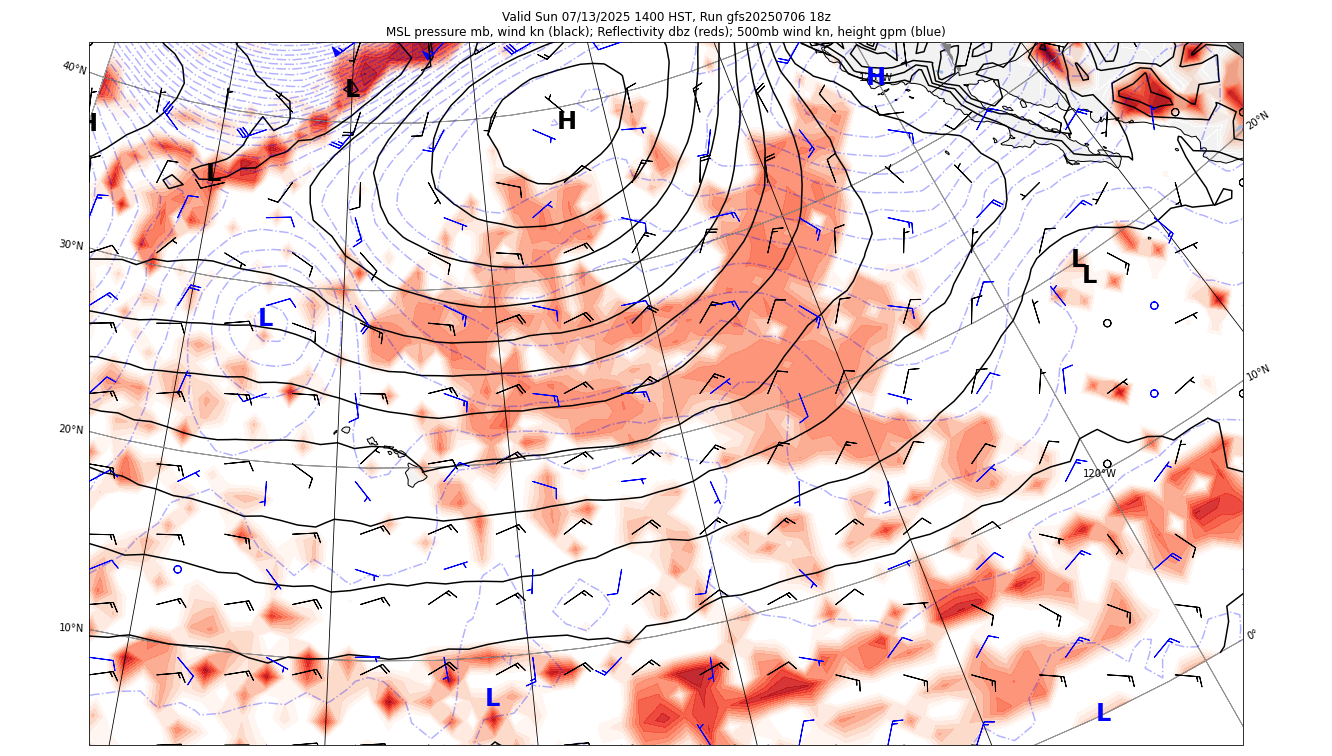 Valid Sun 07/13/2025 1400 HST, Run gfs20250706 18z
MSL pressure mb, wind kn (black); Reflectivity dbz (reds); 500mb wind kn, height gpm (blue)
40°N
L
H
H
H
20°N
L
30°N
L
L
L
10°N
20°N
120°W
10°N
0°
L
L